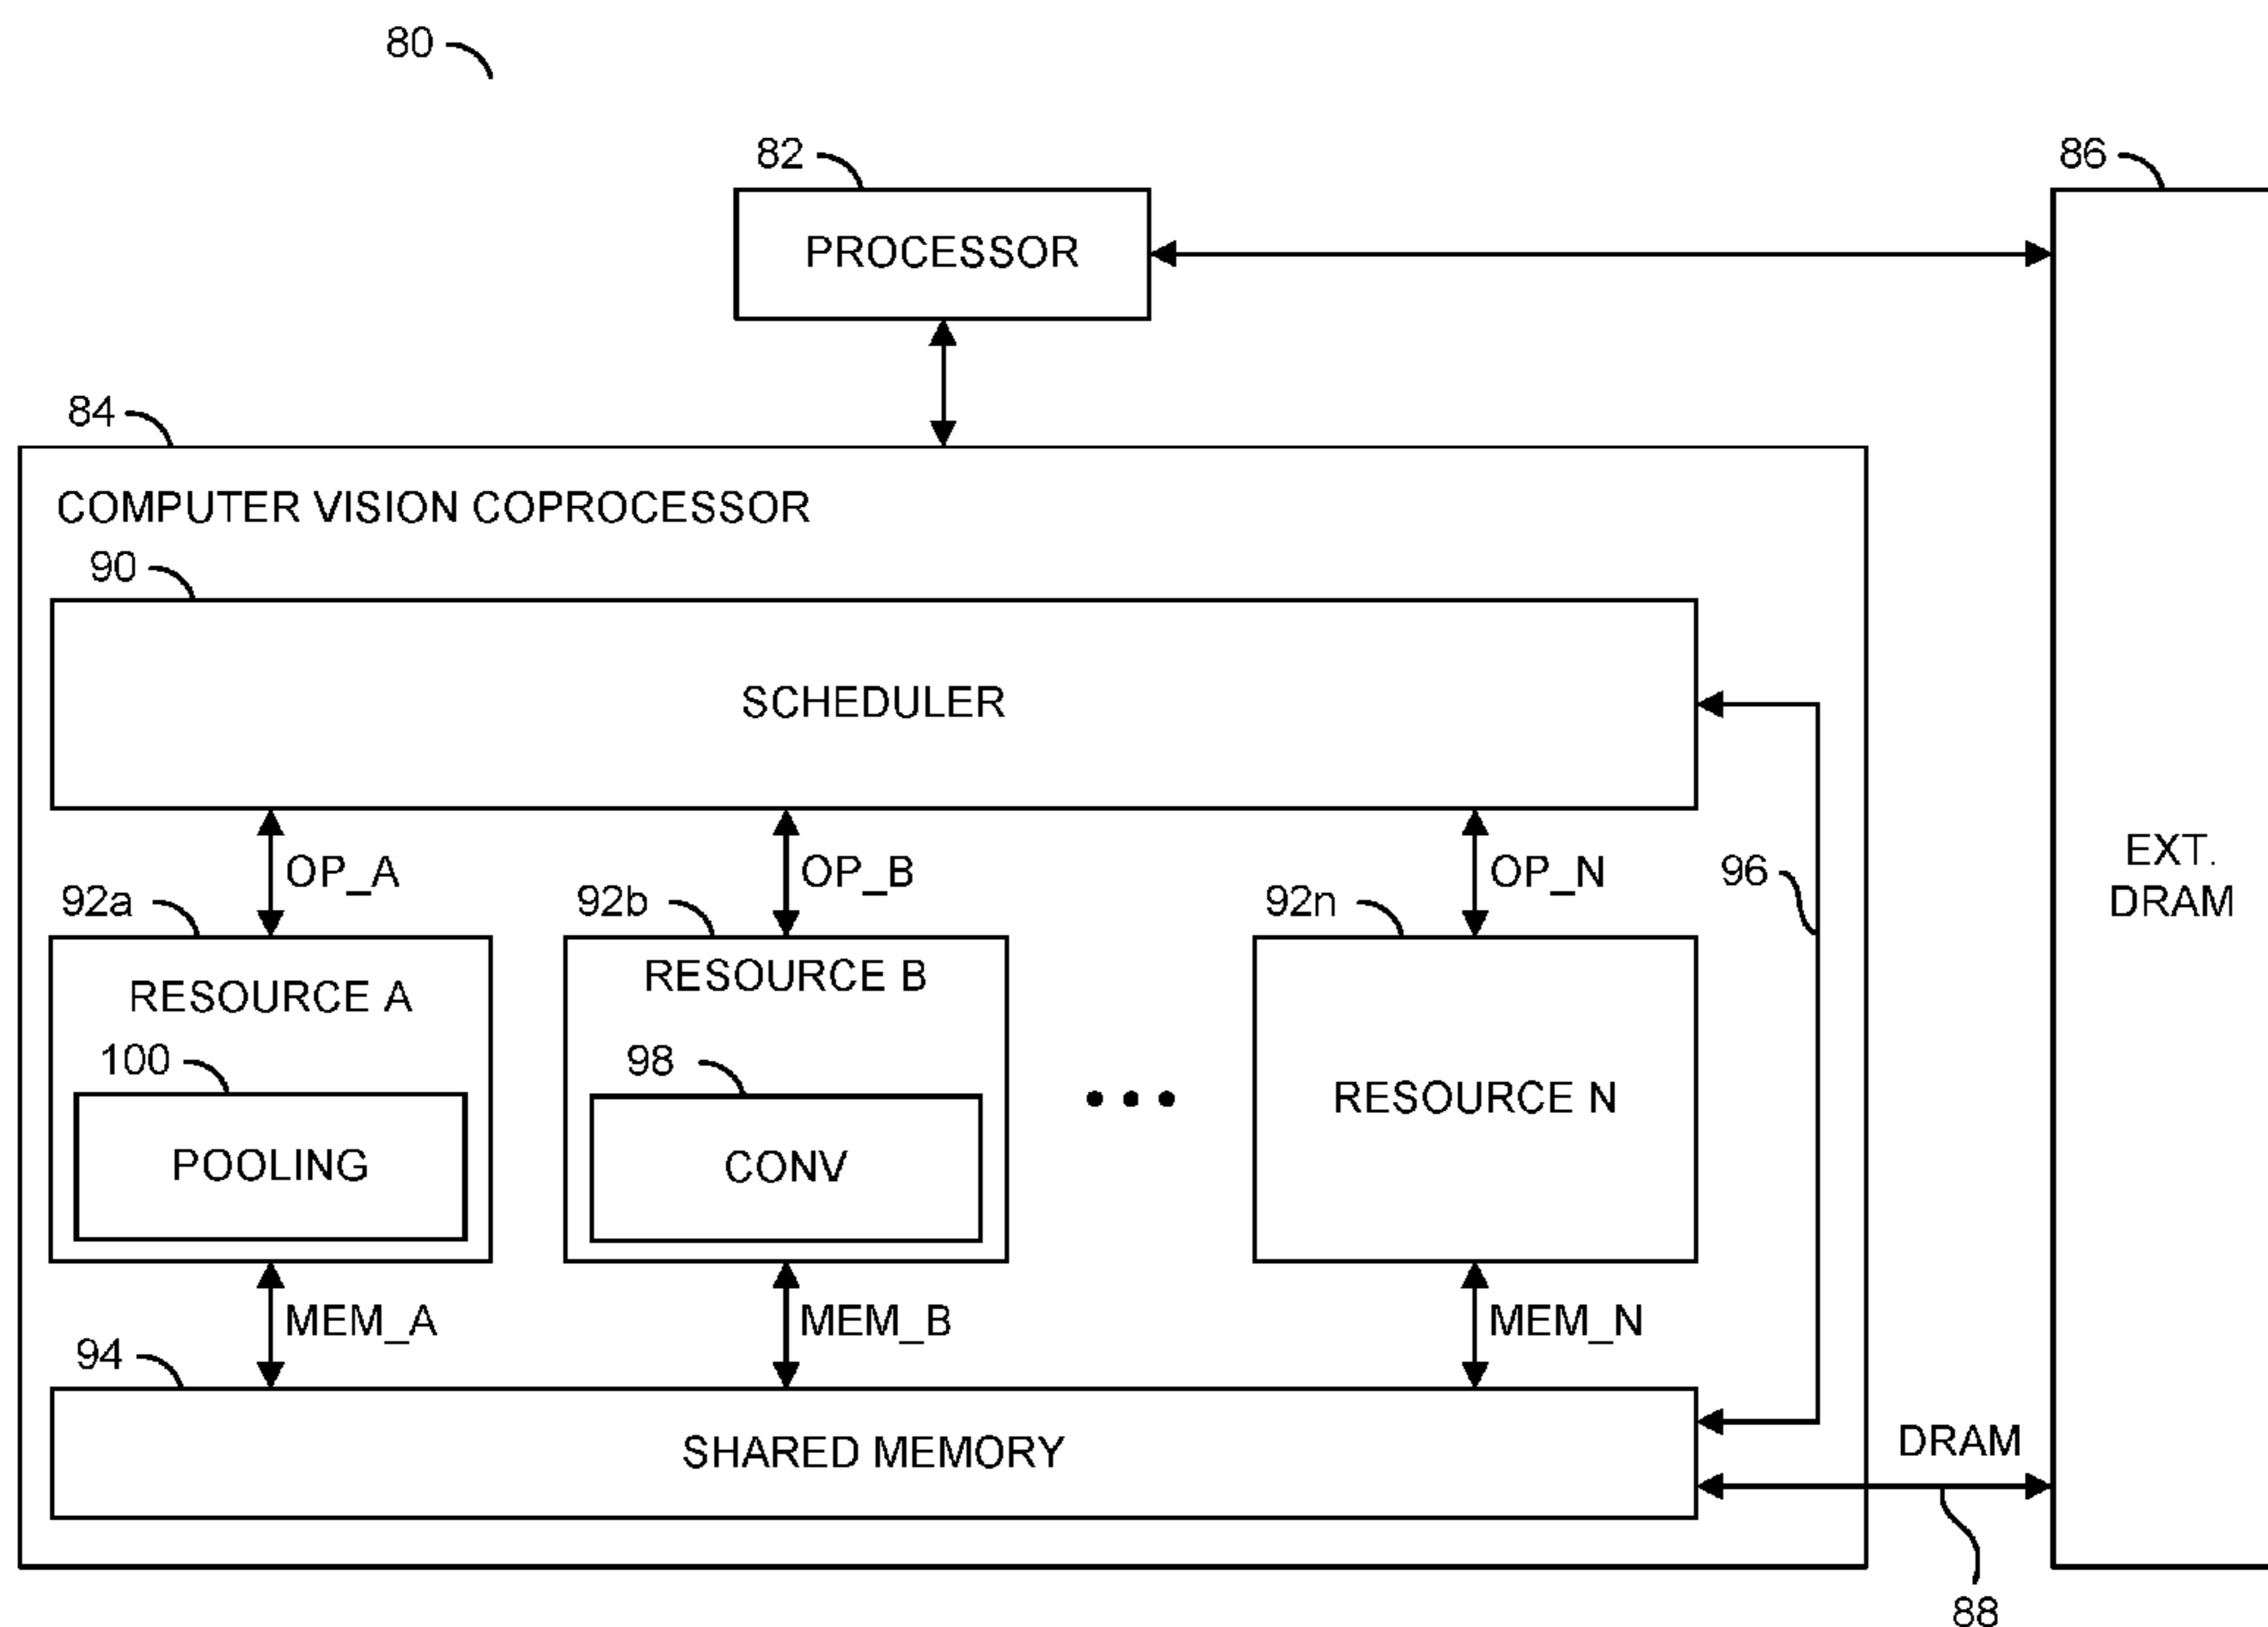 80
82
86
PROCESSOR
84
COMPUTER VISION COPROCESSOR
90
SCHEDULER
OP_A
OP_B
OP_N
96
EXT.
DRAM
92a
92b
92n
RESOURCE A
RESOURCE B
100
98
RESOURCE N
POOLING
CONV
MEM_A
MEM_B
MEM_N
94
SHARED MEMORY
DRAM
88